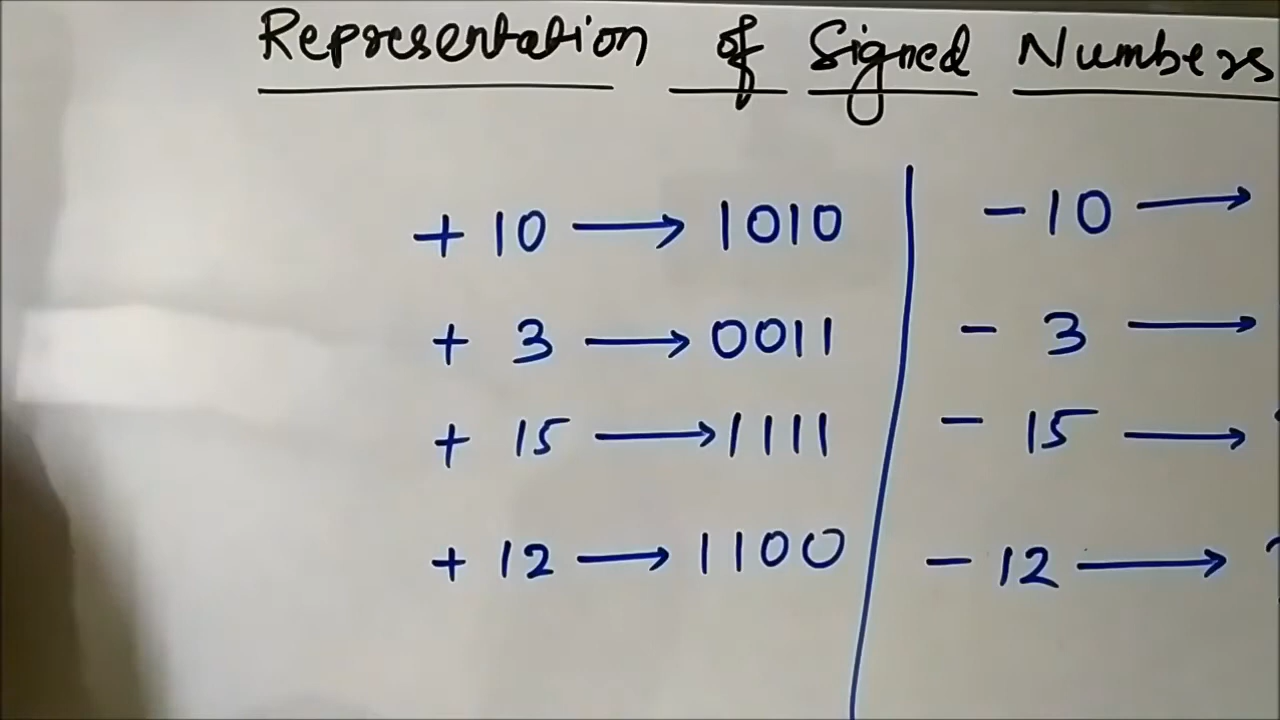 Representation of Signed Numbers
+ 10 → 1010 - 10 →
+ 3 → 0011 - 3 →
+ 15 → 1111 - 15 →
+ 12 → 1100 - 12 → ?